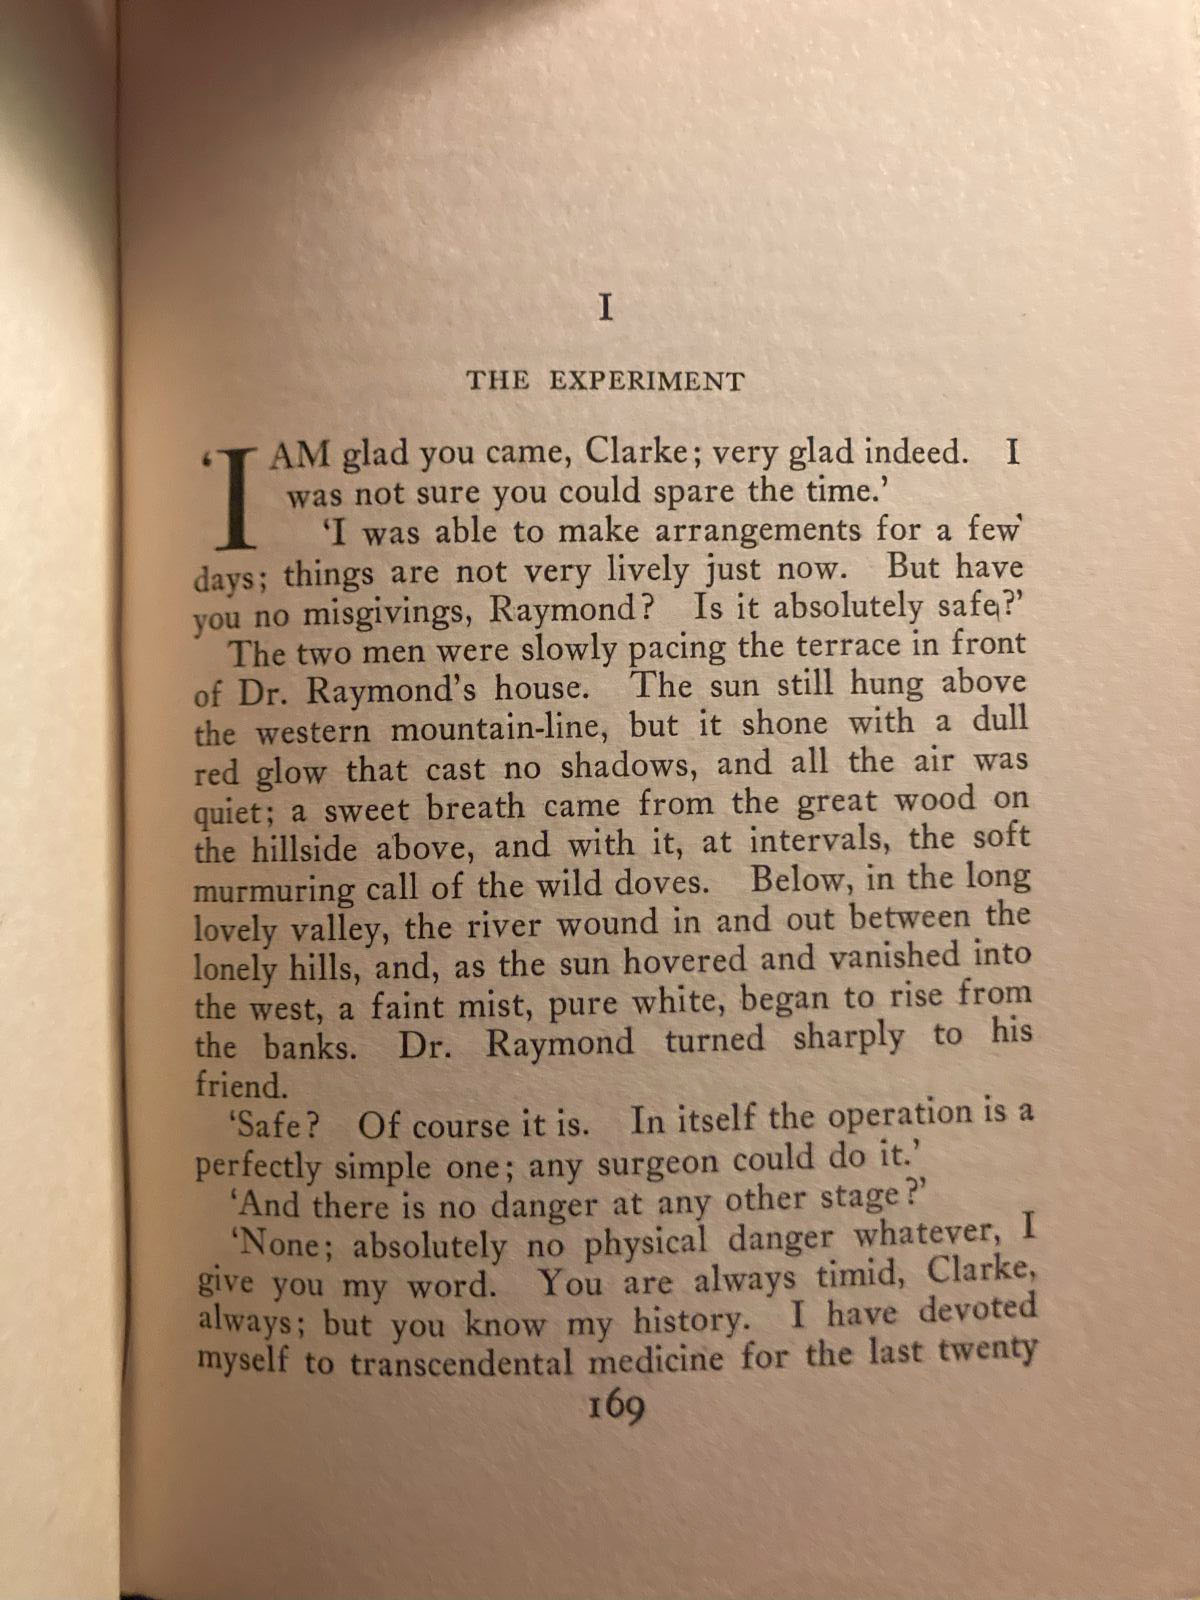 I
THE EXPERIMENT
‘I AM glad you came, Clarke; very glad indeed. I
was not sure you could spare the time.’
‘I was able to make arrangements for a few
days; things are not very lively just now. But have
you no misgivings, Raymond? Is it absolutely safe?’
The two men were slowly pacing the terrace in front
of Dr. Raymond’s house. The sun still hung above
the western mountain-line, but it shone with a dull
red glow that cast no shadows, and all the air was
quiet; a sweet breath came from the great wood on
the hillside above, and with it, at intervals, the soft
murmuring call of the wild doves. Below, in the long
lovely valley, the river wound in and out between the
lonely hills, and, as the sun hovered and vanished into
the west, a faint mist, pure white, began to rise from
the banks. Dr. Raymond turned sharply to his
friend.
‘Safe? Of course it is. In itself the operation is a
perfectly simple one; any surgeon could do it.’
‘And there is no danger at any other stage?’
‘None; absolutely no physical danger whatever, I
give you my word. You are always timid, Clarke,
always; but you know my history. I have devoted
myself to transcendental medicine for the last twenty
169